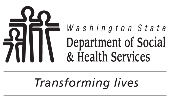 Washington State
Department of Social
& Health Services
Transforming lives